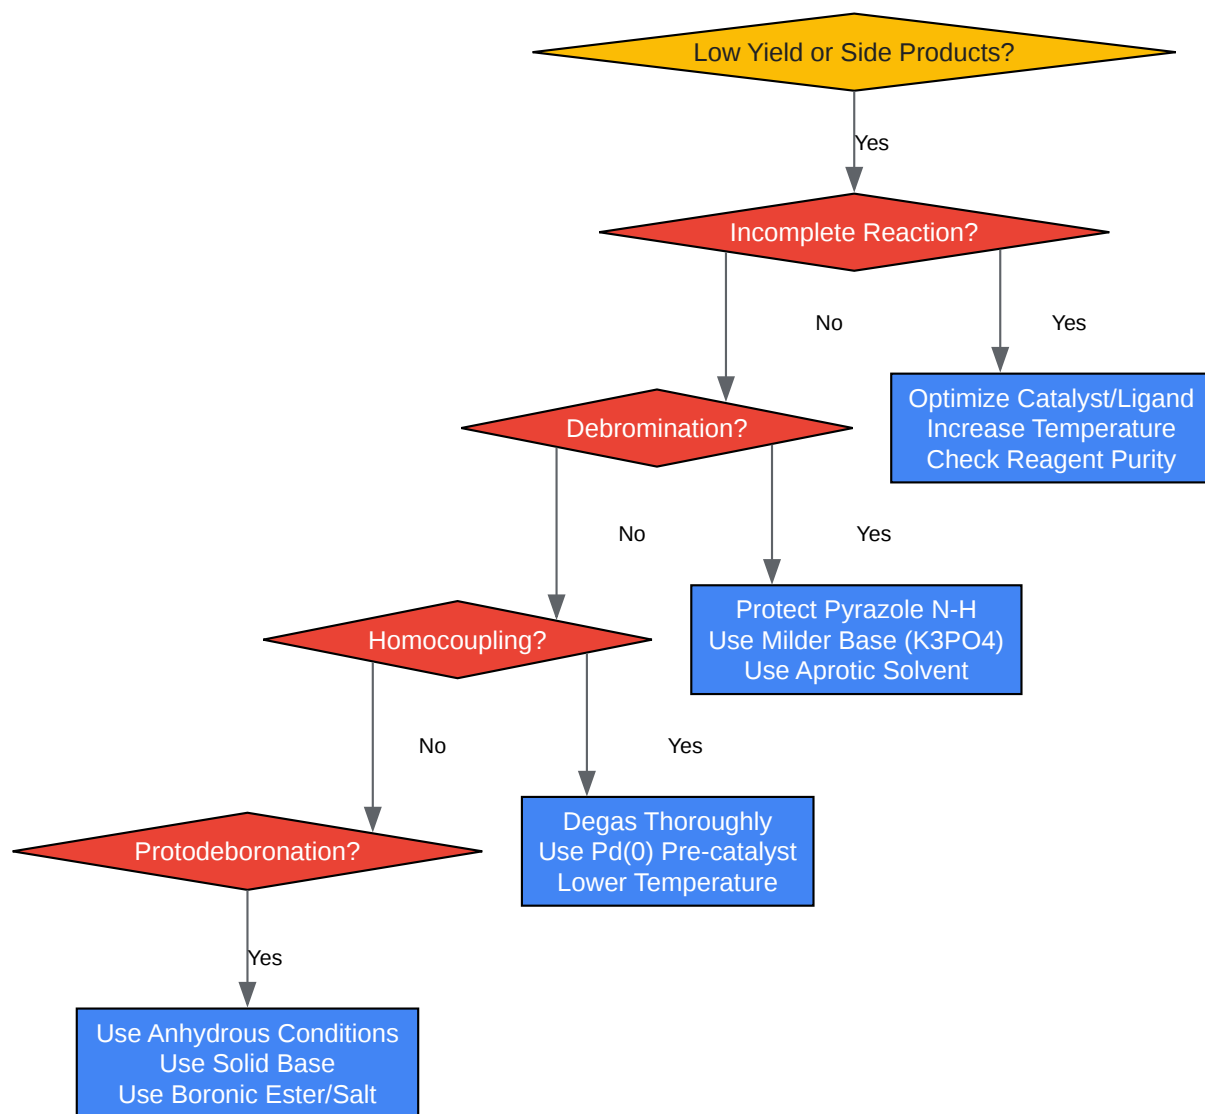 Low Yield or Side Products?
Yes
Incomplete Reaction?
No
Yes
Optimize Catalyst/Ligand
Increase Temperature
Check Reagent Purity
Debromination?
No
Yes
Protect Pyrazole N-H
Use Milder Base (K3PO4)
Use Aprotic Solvent
Homocoupling?
No
Yes
Degas Thoroughly
Use Pd(0) Pre-catalyst
Lower Temperature
Protodeboronation?
Yes
Use Anhydrous Conditions
Use Solid Base
Use Boronic Ester/Salt